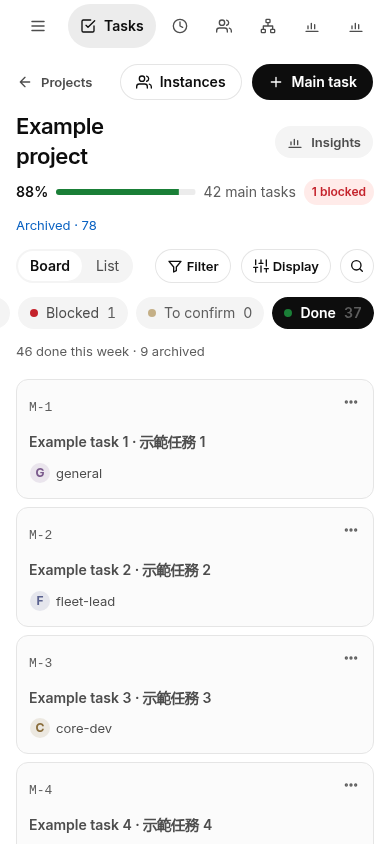 Tasks
Projects
Instances
Main task
Example project
Insights
88%
42 main tasks
1 blocked
Archived · 78
Board
List
Filter
Display
Blocked 1
To confirm 0
Done 37
46 done this week · 9 archived
M-1
Example task 1 · 示範任務 1
G general
M-2
Example task 2 · 示範任務 2
F fleet-lead
M-3
Example task 3 · 示範任務 3
C core-dev
M-4
Example task 4 · 示範任務 4